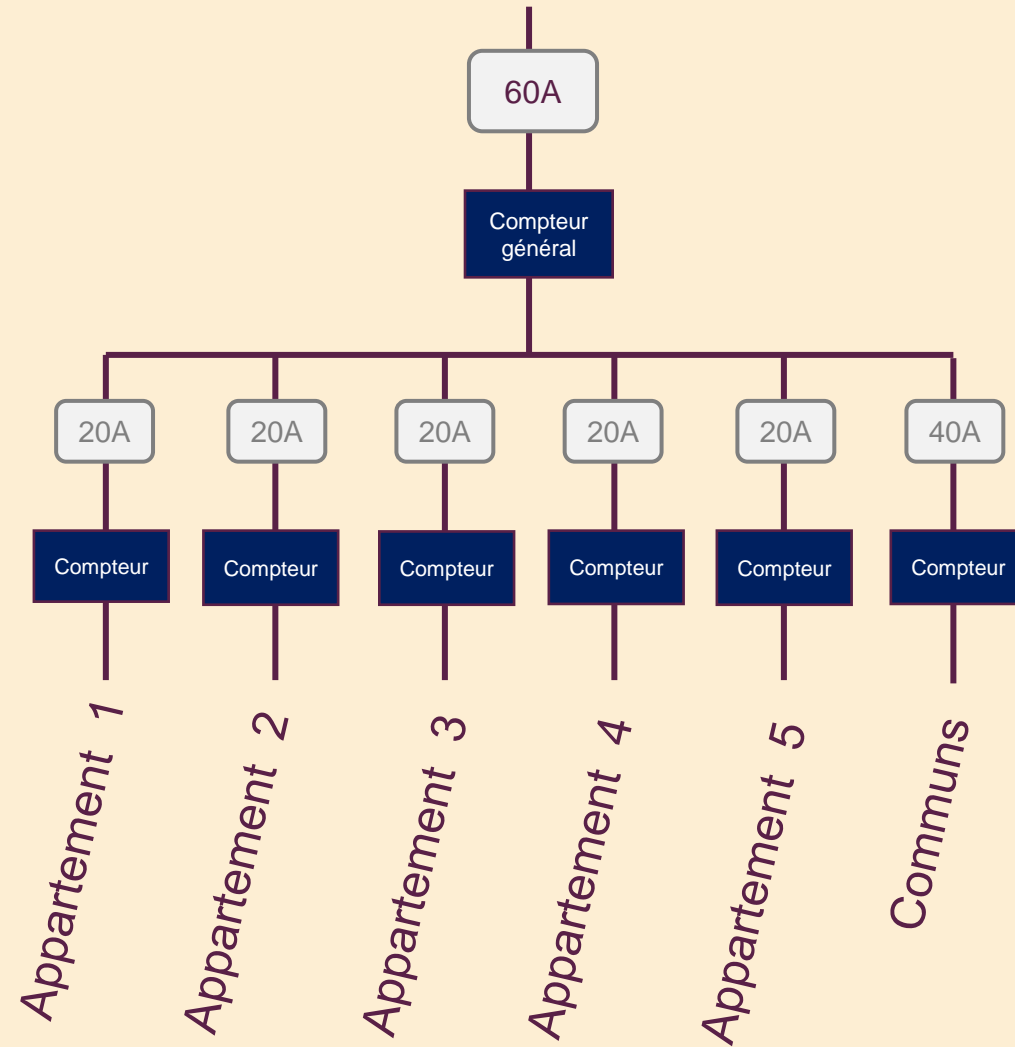 60A
Compteur
général
20A
20A
20A
20A
20A
40A
Compteur
Compteur
Compteur
Compteur
Compteur
Compteur
Appartement 1
Appartement 2
Appartement 3
Appartement 4
Appartement 5
Communs